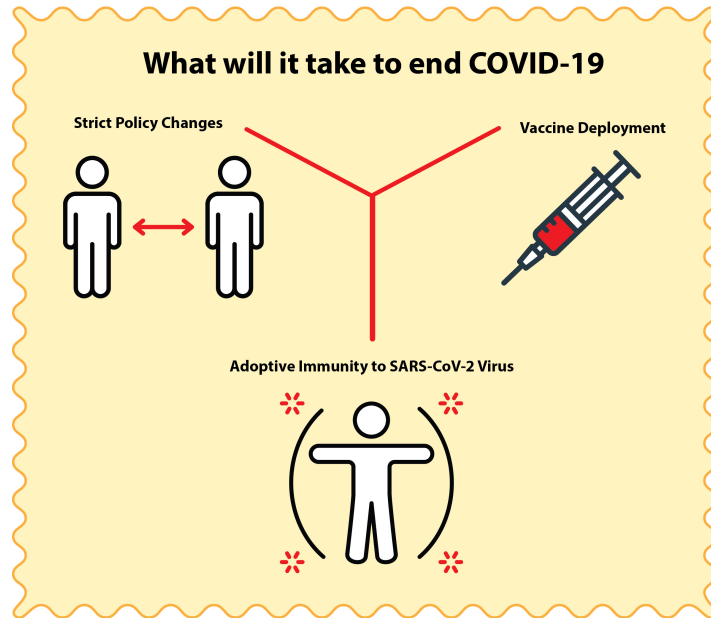 What will it take to end COVID-19
Strict Policy Changes
Vaccine Deployment
Adoptive Immunity to SARS-CoV-2 Virus